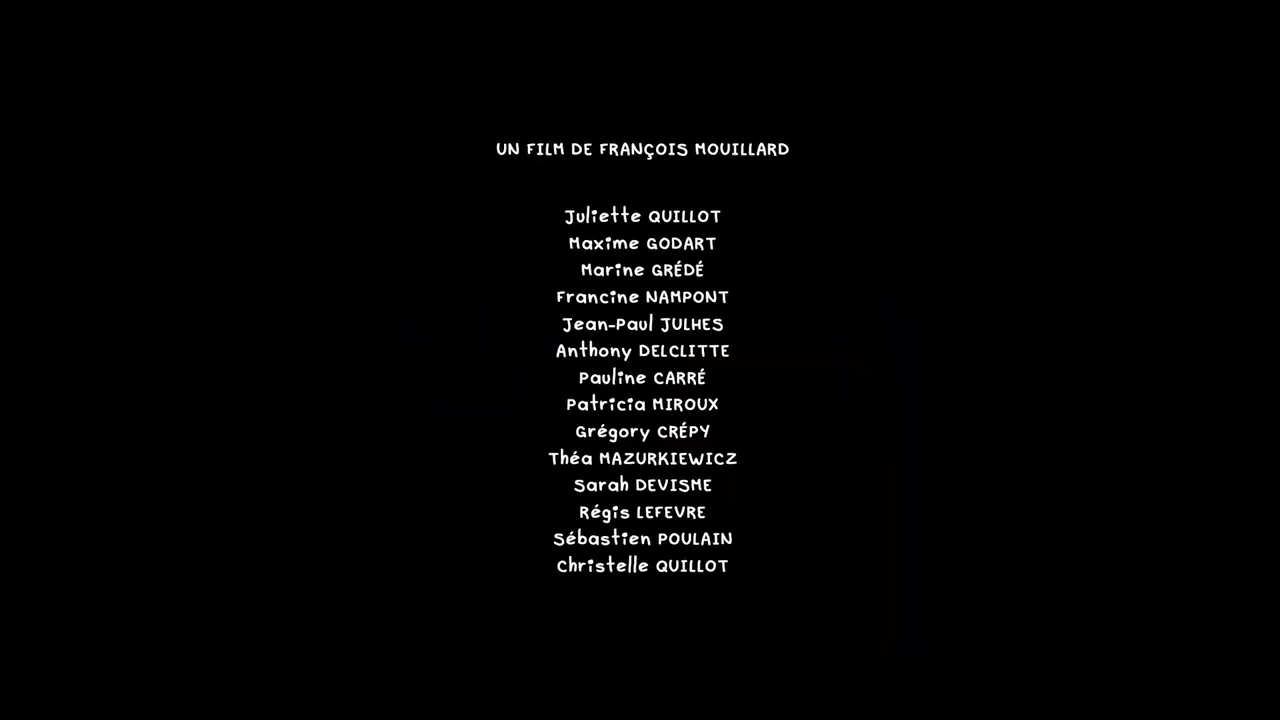 UN FILM DE FRANÇOIS MOUILLARD
Juliette QUILLOT
Maxime GODART
Marine GRÉDÉ
Francine NAMPONT
Jean-Paul JULHES
Anthony DELCLITTE
Pauline CARRÉ
Patricia MIROUX
Grégory CRÉPY
Théa MAZURKIEWICZ
Sarah DEVISME
Régis LEFEVRE
Sébastien POULAIN
Christelle QUILLOT